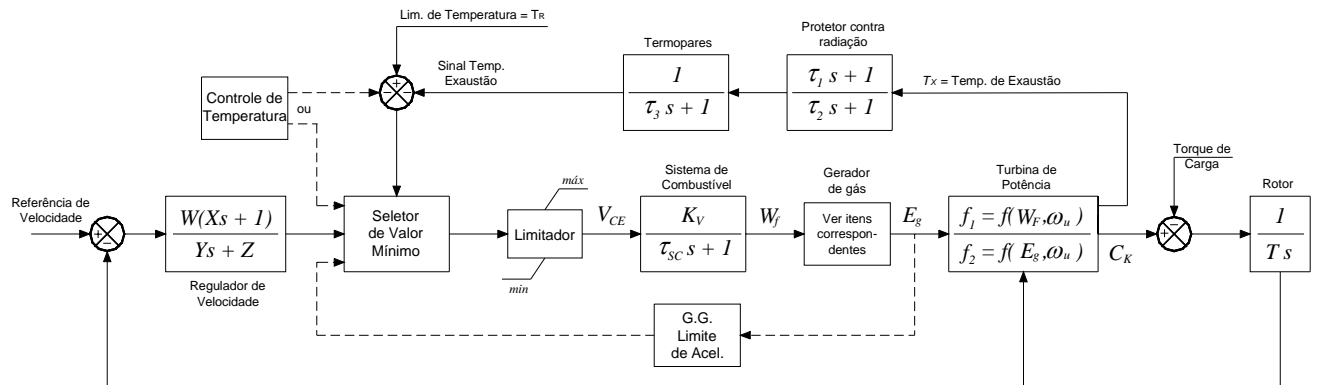 Lim. de Temperatura = TR
Controle de
Temperatura
ou
+
−
−
Sinal Temp.
Exaustão
Termopares
1
τ3 s + 1
Protetor contra
radiação
τ1 s + 1
τ2 s + 1
Tx = Temp. de Exaustão
Referência de
Velocidade
+
−
W(Xs + 1)
Ys + Z
Regulador de
Velocidade
Seletor
de Valor
Mínimo
máx
Limitador
min
VCE
Sistema de
Combustível
KV
τSC s + 1
Wf
Gerador
de gás
Ver itens
correspon-
dentes
Eg
Turbina de
Potência
f1 = f(WF,ωu )
f2 = f( Eg,ωu )
CK
Torque de
Carga
+
−
Rotor
1
T s
G.G.
Limite
de Acel.